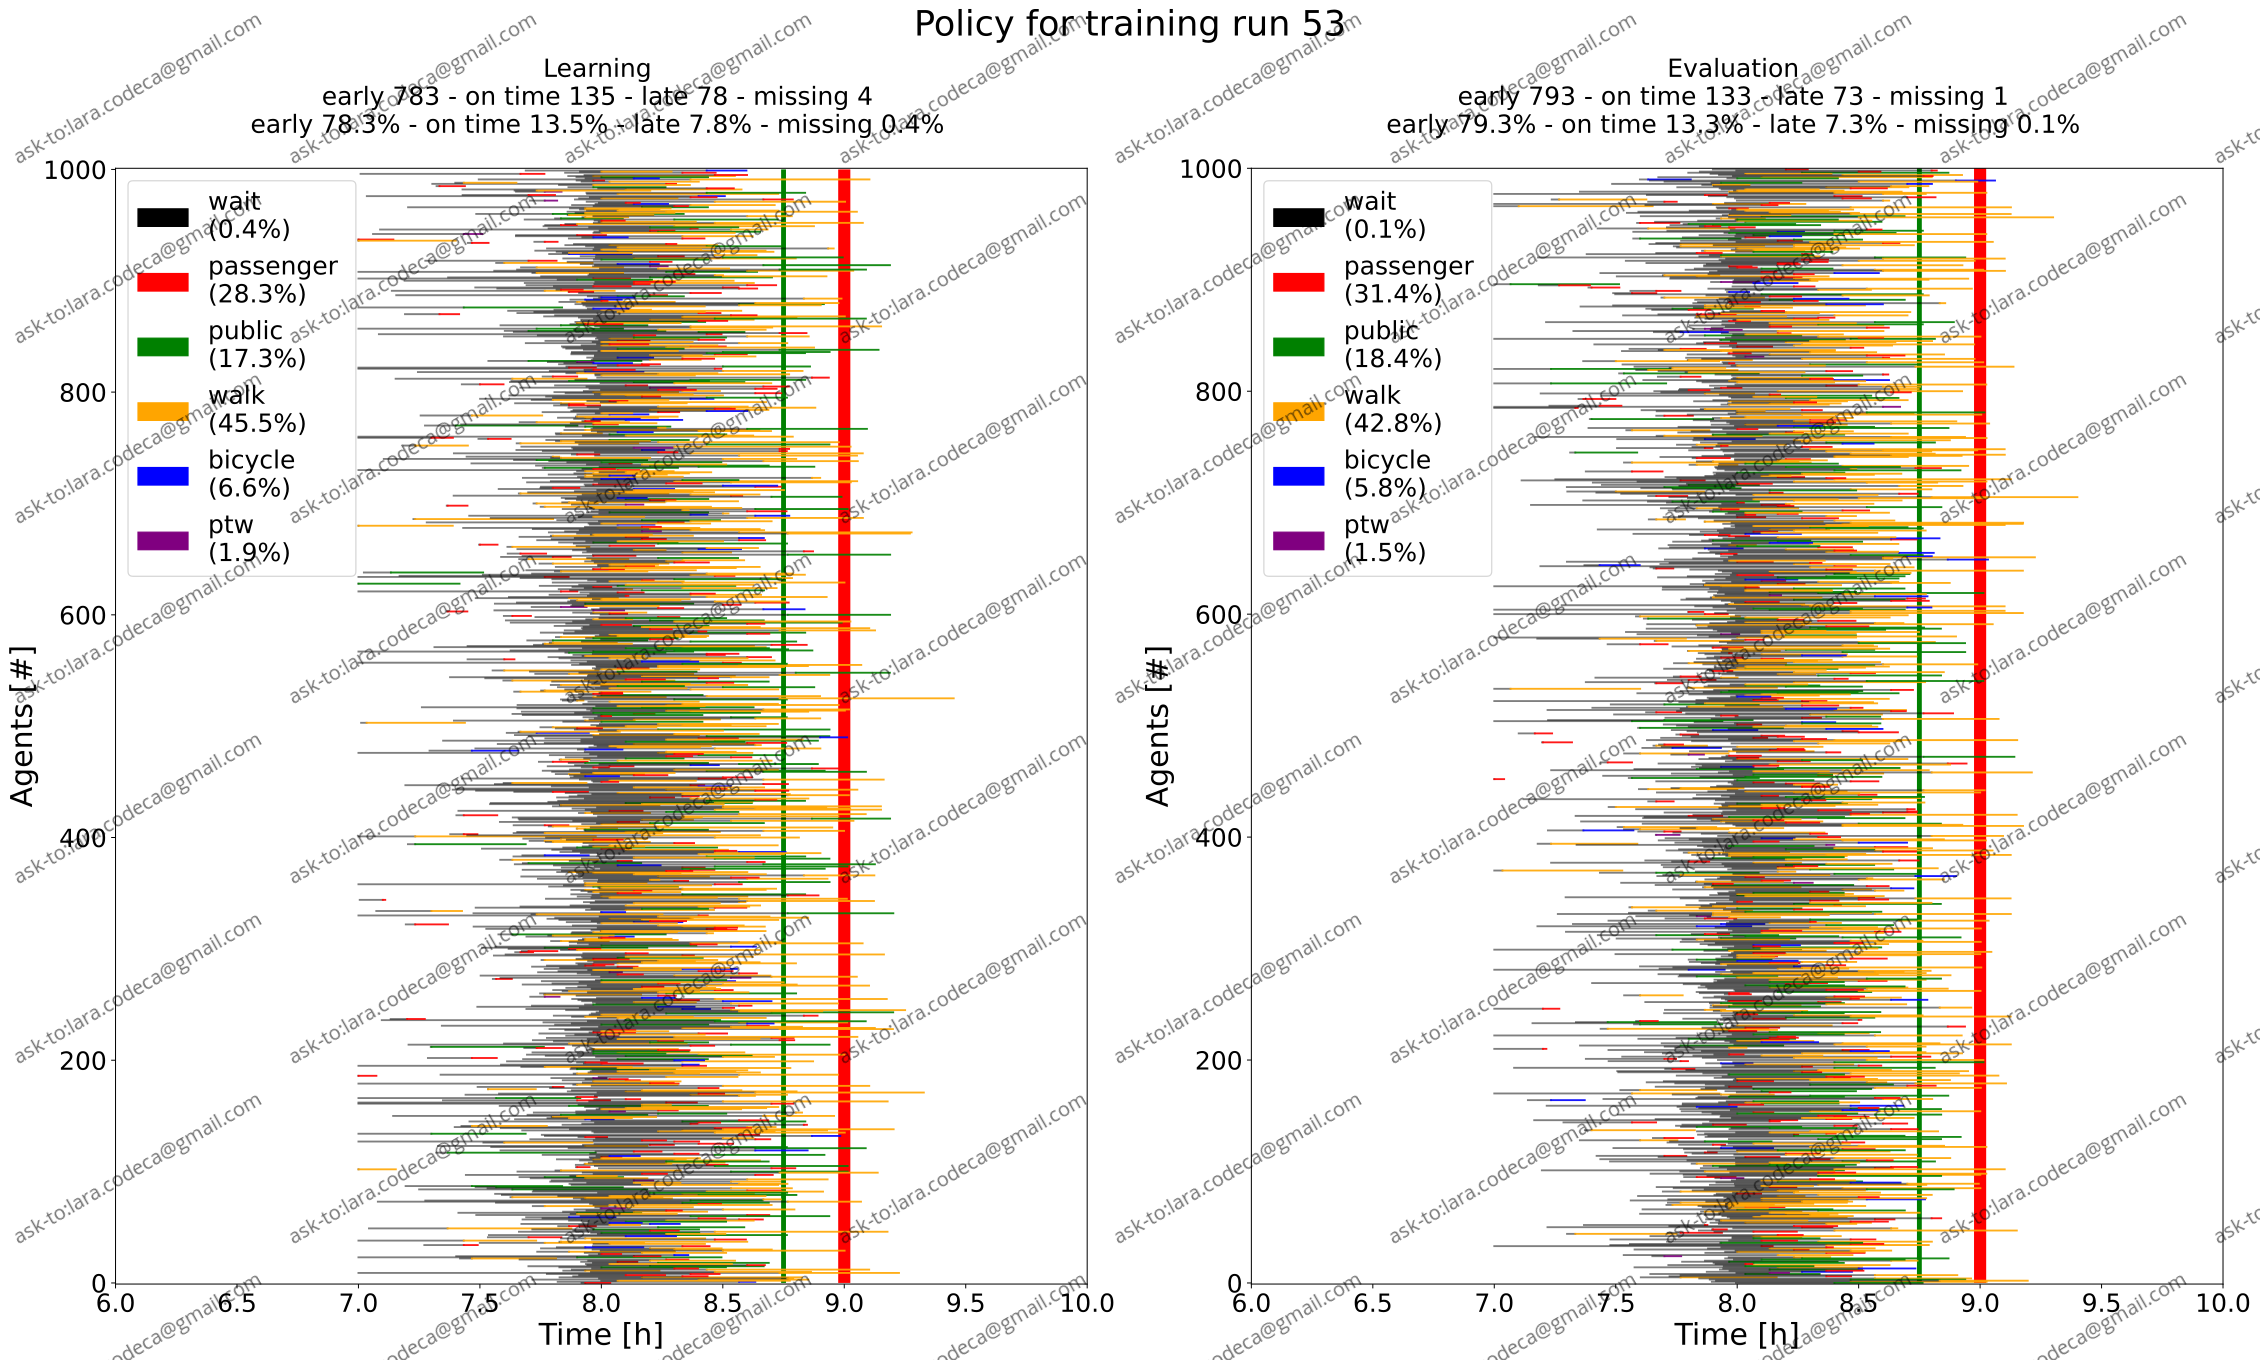 Policy for training run 53
Learning
early 783 - on time 135 - late 78 - missing 4
early 78.3% - on time 13.5% - late 7.8% - missing 0.4%
1000
800
600
400
200
0
Agents [#]
wait
(0.4%)
passenger
(28.3%)
public
(17.3%)
walk
(45.5%)
bicycle
(6.6%)
ptw
(1.9%)
6.0 6.5 7.0 7.5 8.0 8.5 9.0 9.5 10.0
Time [h]
Evaluation
early 793 - on time 133 - late 73 - missing 1
early 79.3% - on time 13.3% - late 7.3% - missing 0.1%
1000
800
600
400
200
0
Agents [#]
wait
(0.1%)
passenger
(31.4%)
public
(18.4%)
walk
(42.8%)
bicycle
(5.8%)
ptw
(1.5%)
6.0 6.5 7.0 7.5 8.0 8.5 9.0 9.5 10.0
Time [h]
ask-to:lara.codeca@gmail.com